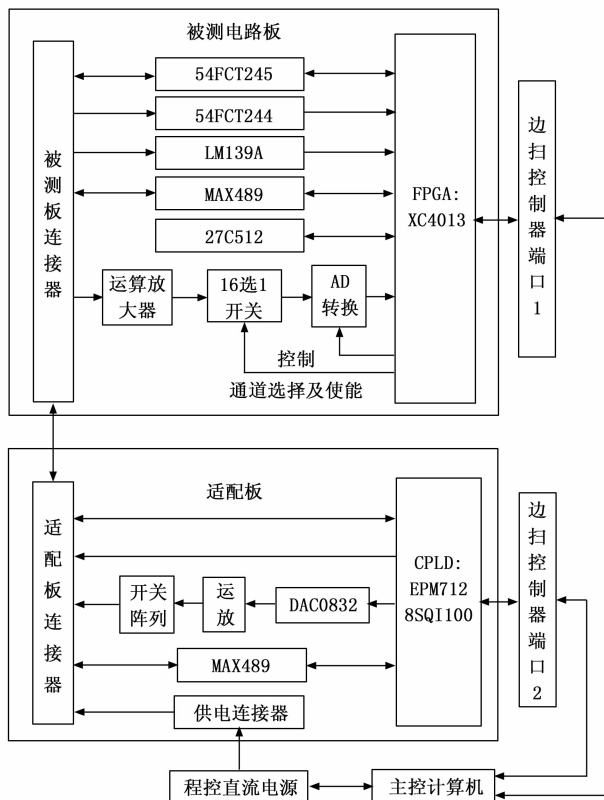 被测电路板
被测板连接器
54FCT245
54FCT244
LM139A
MAX489
27C512
运算放
大器
16选1
开关
AD
转换
控制
通道选择及使能
FPGA:
XC4013
边扫控制器端口1
适配板
适配板连接器
开关
阵列
运
放
DAC0832
MAX489
供电连接器
CPLD:
EPM712
8SQI100
边扫控制器端口2
程控直流电源
主控计算机